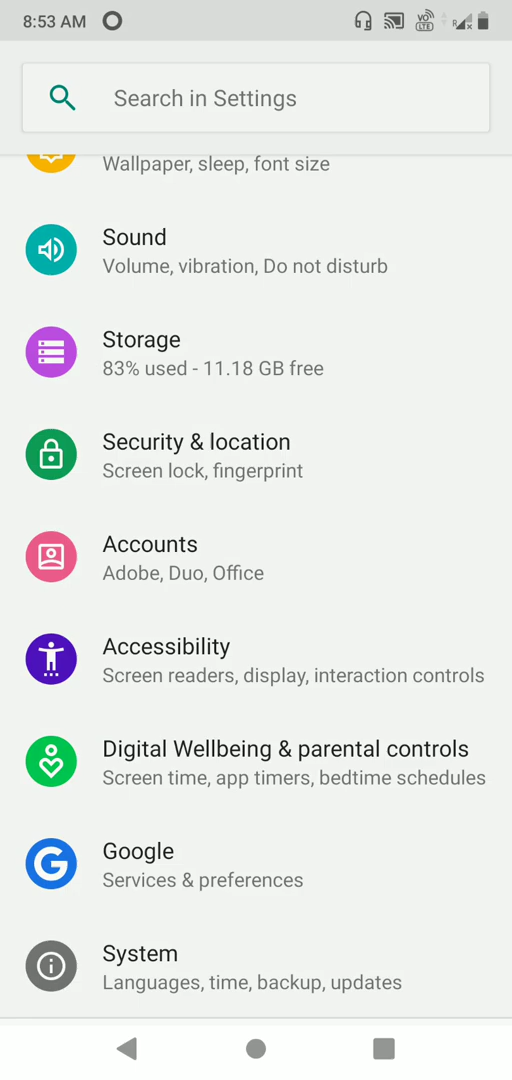 8:53 AM
VO
LTE
R
Search in Settings
Wallpaper, sleep, font size
Sound
Volume, vibration, Do not disturb
Storage
83% used - 11.18 GB free
Security & location
Screen lock, fingerprint
Accounts
Adobe, Duo, Office
Accessibility
Screen readers, display, interaction controls
Digital Wellbeing & parental controls
Screen time, app timers, bedtime schedules
Google
Services & preferences
System
Languages, time, backup, updates